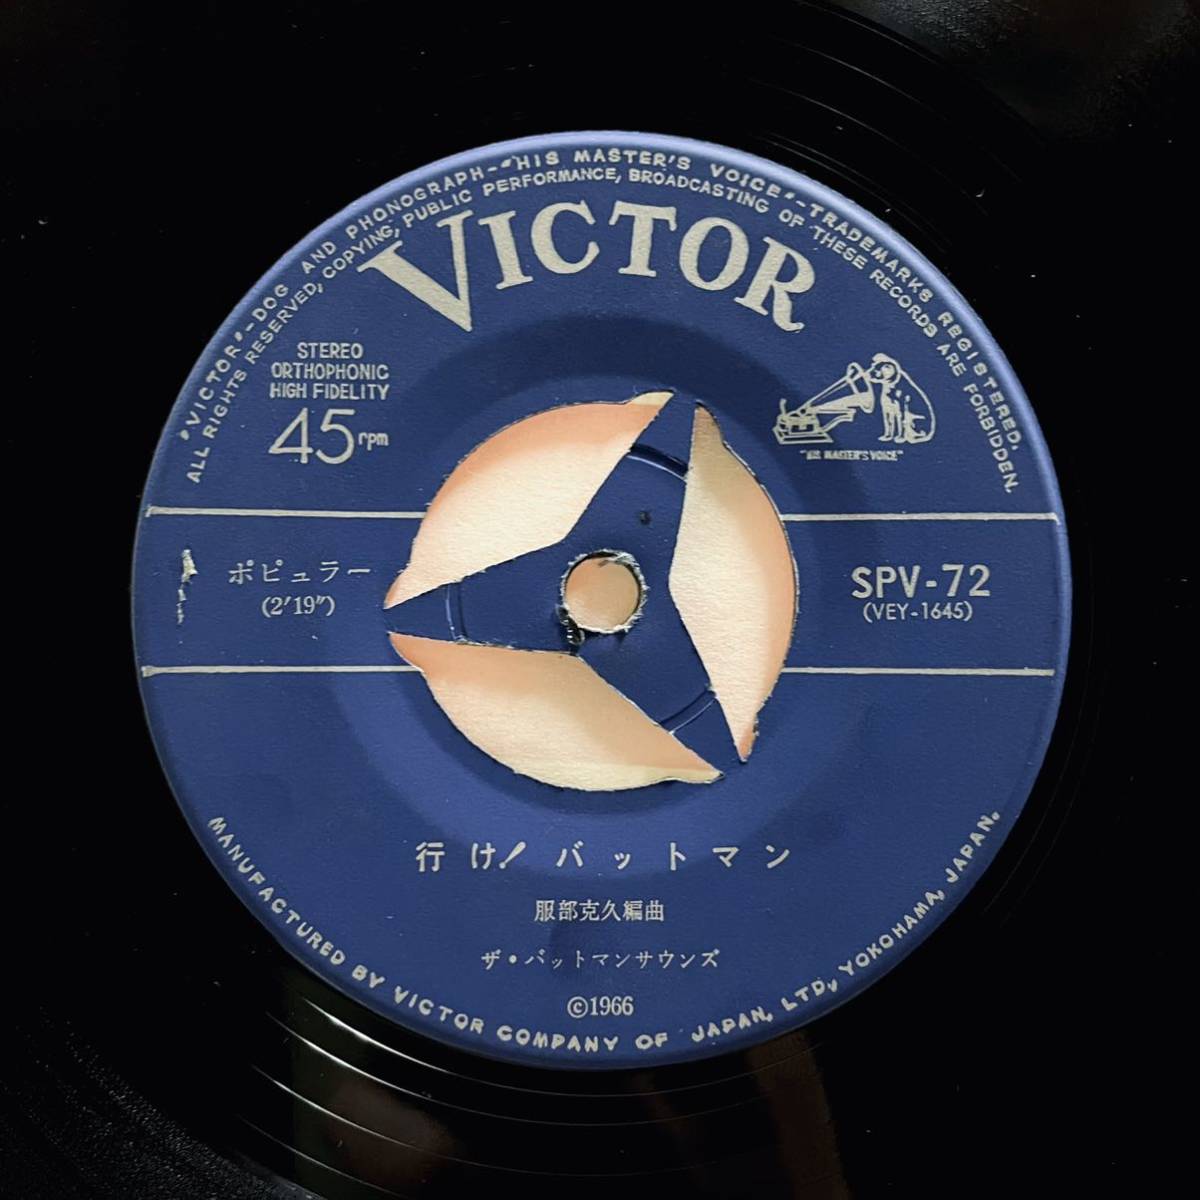 "VICTOR"-DOG AND PHONOGRAPH-"HIS MASTER'S VOICE"-TRADEMARKS REGISTERED.
ALL RIGHTS RESERVED, COPYING, PUBLIC PERFORMANCE, BROADCASTING OF THESE RECORDS ARE FORBIDDEN.
VICTOR
STEREO
ORTHOPHONIC
HIGH FIDELITY
45rpm
"HIS MASTER'S VOICE"
ポピュラー
(2'19")
SPV-72
(VEY-1645)
行け! バットマン
服部克久編曲
ザ・バットマンサウンズ
©1966
MANUFACTURED BY VICTOR COMPANY OF JAPAN, LTD, YOKOHAMA, JAPAN.